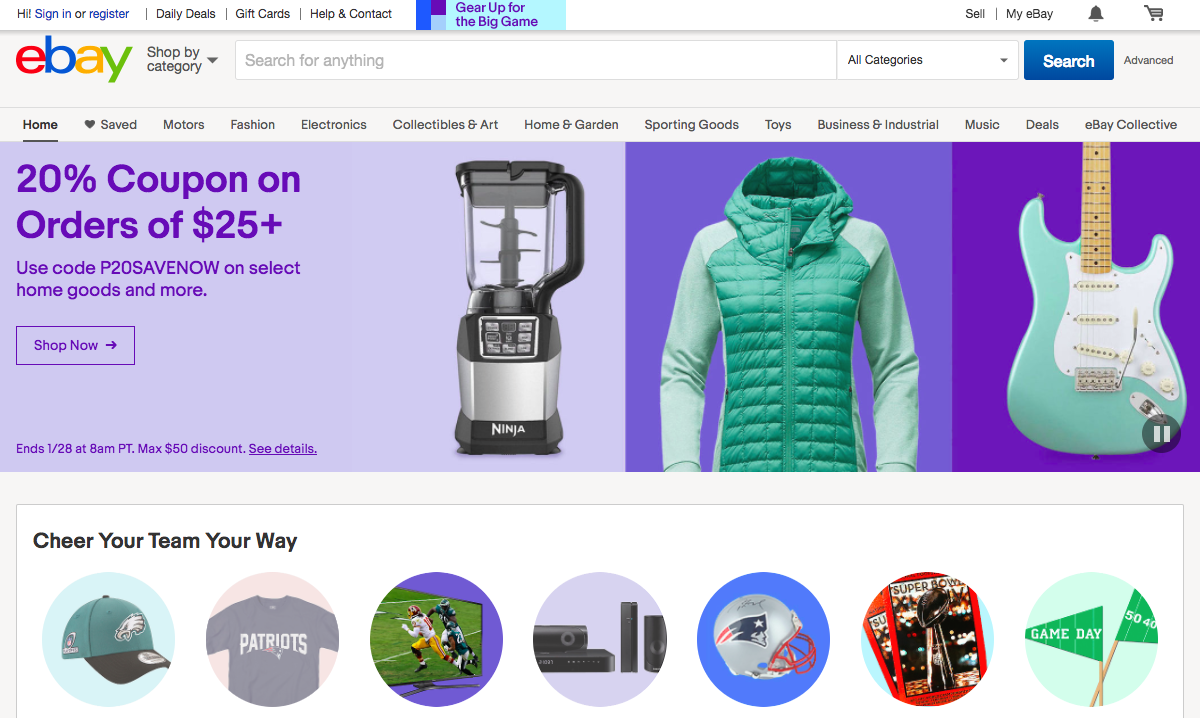 Hi! Sign in or register
Daily Deals
Gift Cards
Help & Contact
Gear Up for
the Big Game
Sell
My eBay
ebay
Shop by
category
Search for anything
All Categories
Search
Advanced
Home
Saved
Motors
Fashion
Electronics
Collectibles & Art
Home & Garden
Sporting Goods
Toys
Business & Industrial
Music
Deals
eBay Collective
20% Coupon on
Orders of $25+
Use code P20SAVENOW on select
home goods and more.
Shop Now →
Ends 1/28 at 8am PT. Max $50 discount. See details.
NINJA
Cheer Your Team Your Way
PATRIOTS
SUPER BOWL
GAME DAY
50 40